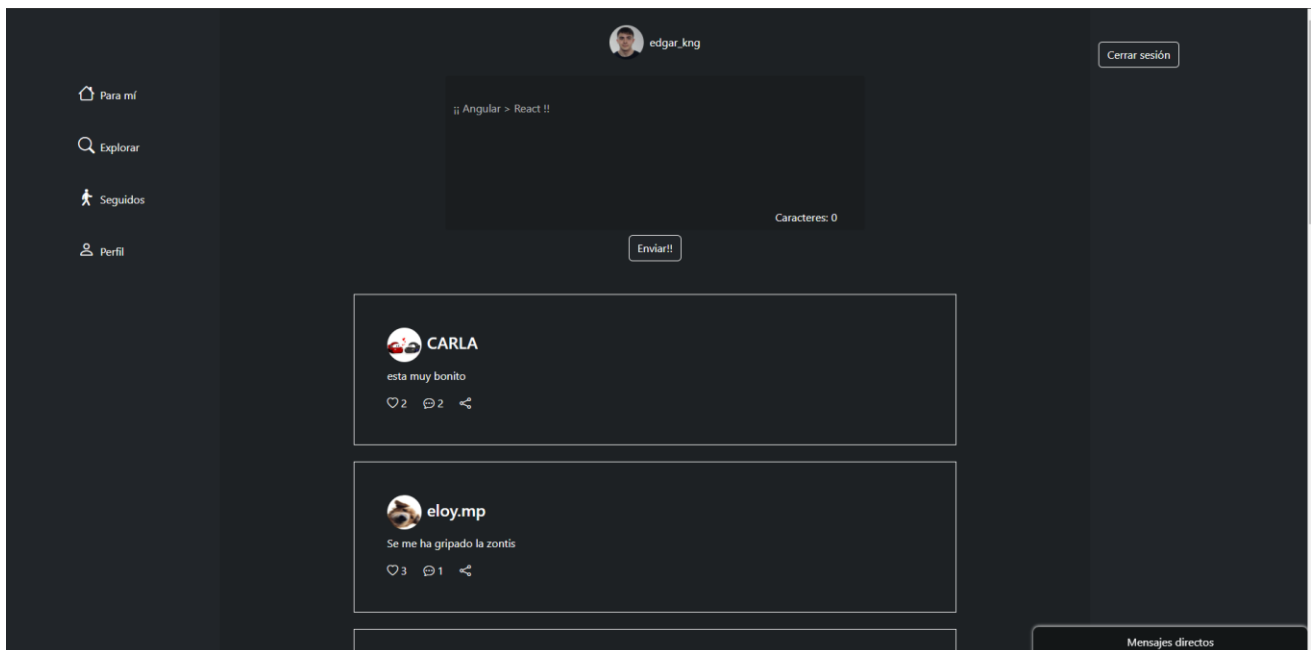 edgar_kng
Cerrar sesión
Para mí
Explorar
Seguidos
Perfil
¡¡ Angular > React !!
Caracteres: 0
Enviar!!
CARLA
esta muy bonito
2 2
eloy.mp
Se me ha gripado la zontis
3 1
Mensajes directos